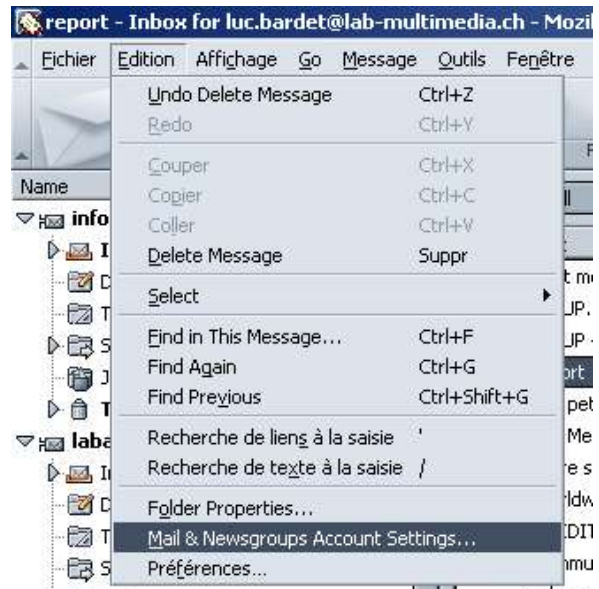 report - Inbox for luc.bardet@lab-multimedia.ch - Mozil
Fichier Edition Affichage Go Message Outils Fenêtre
Undo Delete Message Ctrl+Z
Redo Ctrl+Y
Couper Ctrl+X
Name
Copier Ctrl+C
info Coller Ctrl+V
Delete Message Suppr
Select
Find in This Message... Ctrl+F
Find Again Ctrl+G
Find Previous Ctrl+Shift+G
Recherche de liens à la saisie '
Recherche de texte à la saisie /
Folder Properties...
Mail & Newsgroups Account Settings...
Préférences...